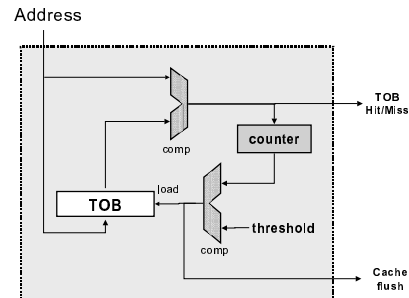 Address
TOB
Hit/Miss
comp
counter
load
TOB
threshold
comp
Cache
flush